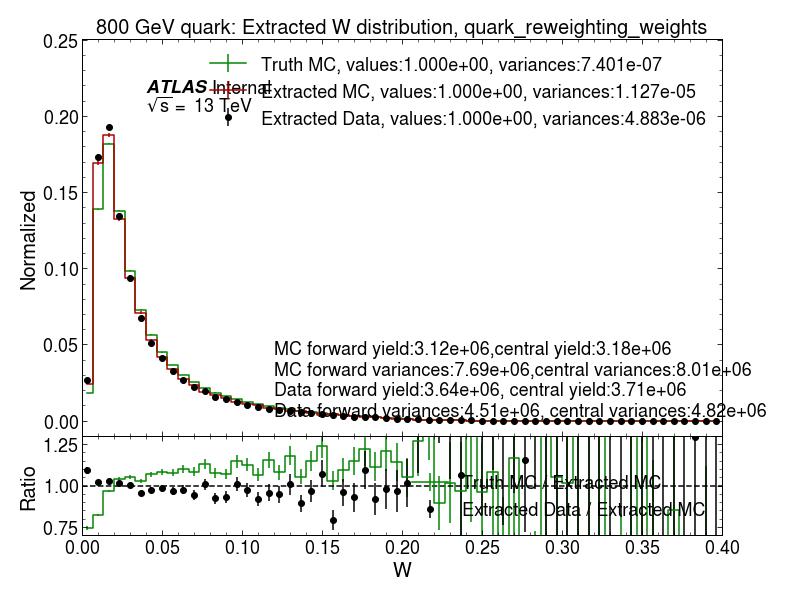 800 GeV quark: Extracted W distribution, quark_reweighting_weights
0.25
0.20
0.15
0.10
0.05
0.00
Normalized
Truth MC, values:1.000e+00, variances:7.401e-07
ATLAS Internal
Extracted MC, values:1.000e+00, variances:1.127e-05
√s = 13 TeV
Extracted Data, values:1.000e+00, variances:4.883e-06
MC forward yield:3.12e+06,central yield:3.18e+06
MC forward variances:7.69e+06,central variances:8.01e+06
Data forward yield:3.64e+06, central yield:3.71e+06
Data forward variances:4.51e+06, central variances:4.82e+06
1.25
1.00
0.75
Ratio
Truth MC / Extracted MC
Extracted Data / Extracted MC
0.00 0.05 0.10 0.15 0.20 0.25 0.30 0.35 0.40
W